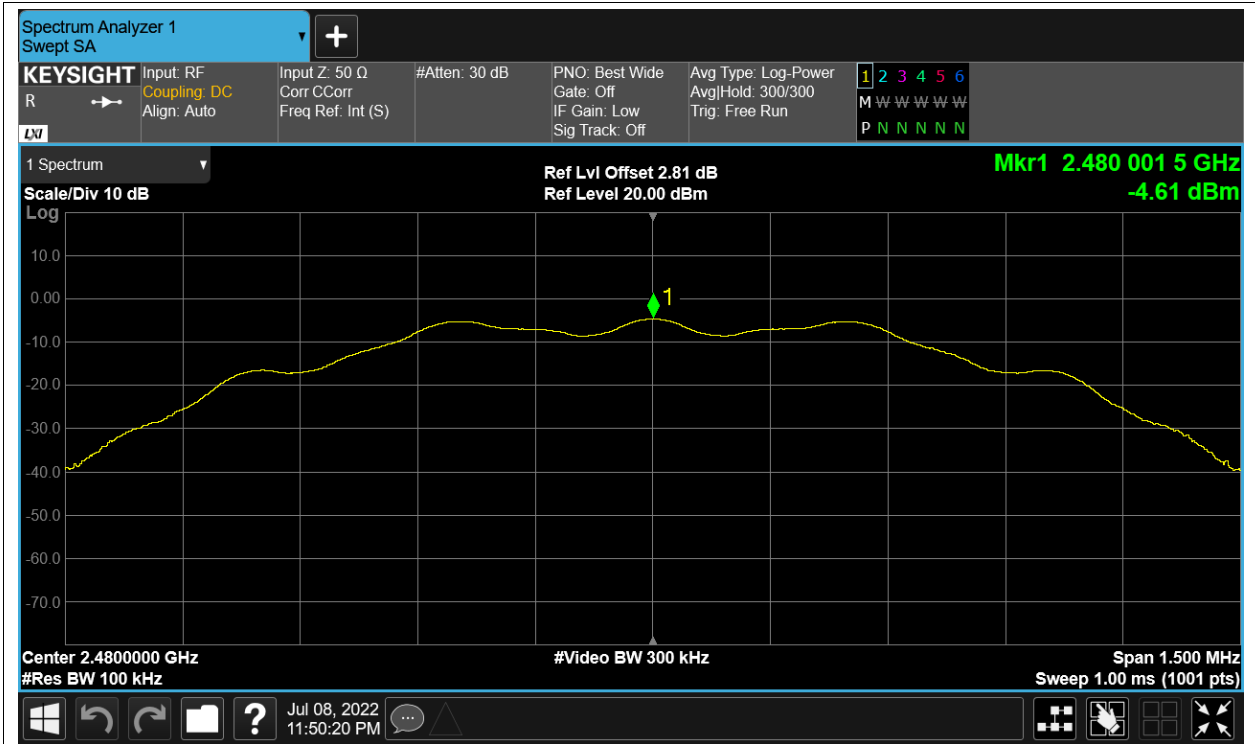 Spectrum Analyzer 1
Swept SA
+
KEYSIGHT
R
LXI
Input: RF
Coupling: DC
Align: Auto
Input Z: 50 Ω
Corr CCorr
Freq Ref: Int (S)
#Atten: 30 dB
PNO: Best Wide
Gate: Off
IF Gain: Low
Sig Track: Off
Avg Type: Log-Power
Avg|Hold: 300/300
Trig: Free Run
1 2 3 4 5 6
M W W W W W
P N N N N N
1 Spectrum
Scale/Div 10 dB
Log
Ref Lvl Offset 2.81 dB
Ref Level 20.00 dBm
Mkr1 2.480 001 5 GHz
-4.61 dBm
10.0
0.00
1
-10.0
-20.0
-30.0
-40.0
-50.0
-60.0
-70.0
Center 2.4800000 GHz
#Res BW 100 kHz
#Video BW 300 kHz
Span 1.500 MHz
Sweep 1.00 ms (1001 pts)
?
Jul 08, 2022
11:50:20 PM